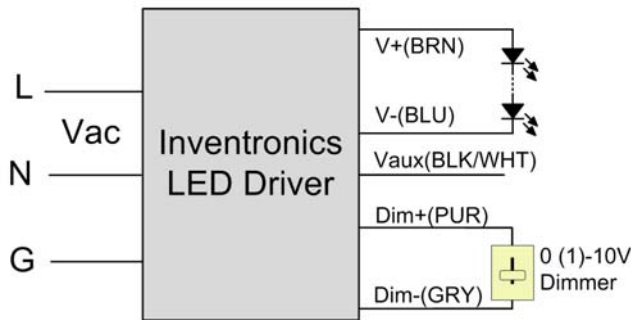 L
Vac
N
G
Inventronics
LED Driver
V+(BRN)
V-(BLU)
Vaux(BLK/WHT)
Dim+(PUR)
Dim-(GRY)
0 (1)-10V
Dimmer